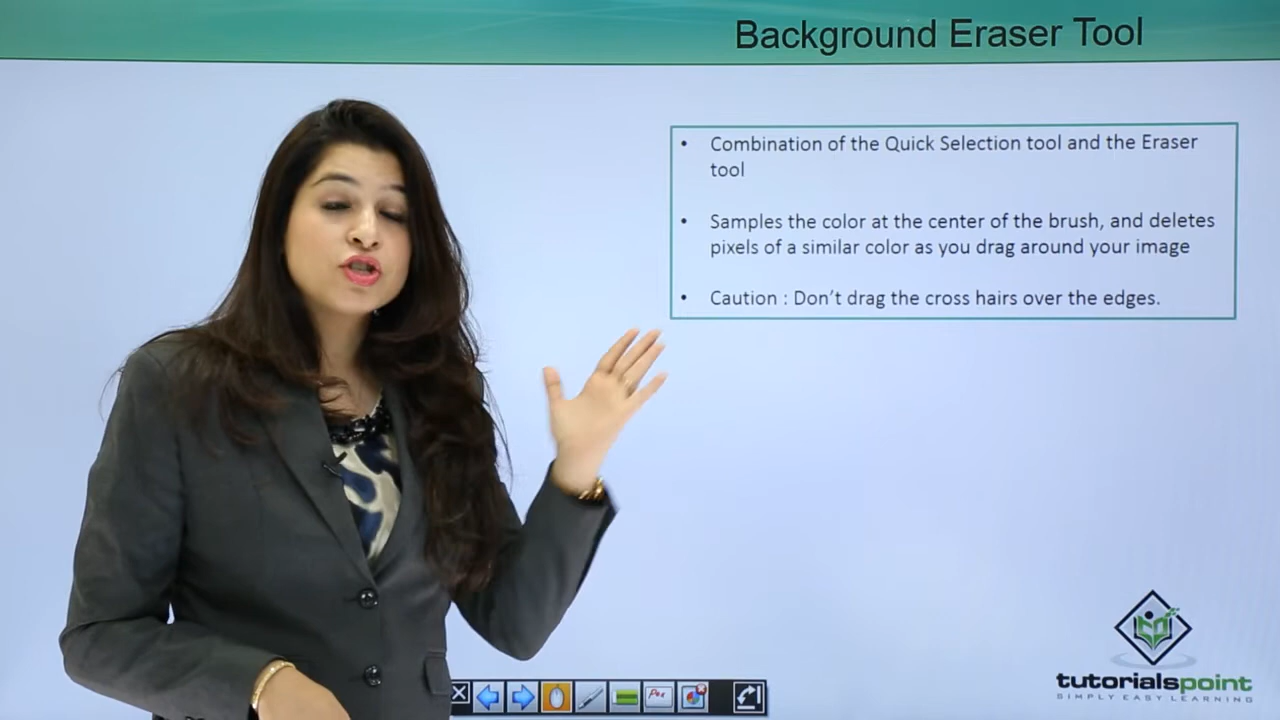 Background Eraser Tool
• Combination of the Quick Selection tool and the Eraser
tool
• Samples the color at the center of the brush, and deletes
pixels of a similar color as you drag around your image
• Caution : Don’t drag the cross hairs over the edges.
Pen
tutorialspoint
SIMPLY EASY LEARNING